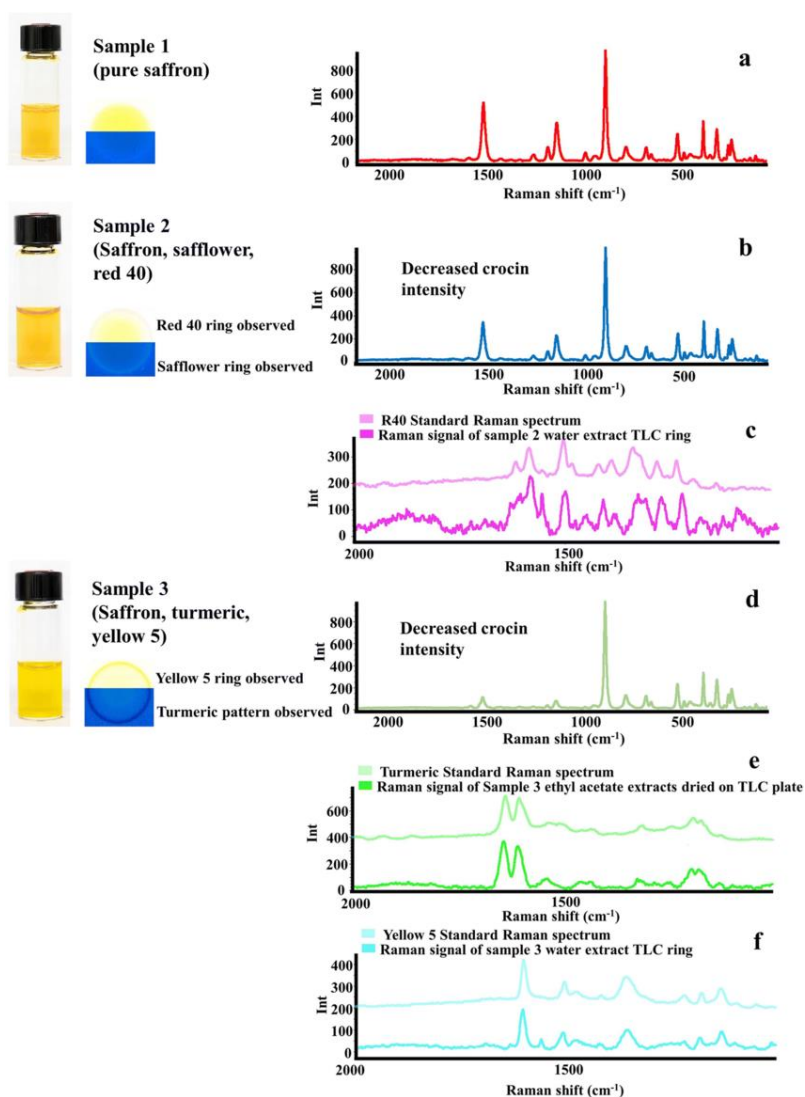 Sample 1
(pure saffron)
a
Int
800
600
400
200
0
2000
1500
1000
500
Raman shift (cm-1)
Sample 2
(Saffron, safflower,
red 40)
Red 40 ring observed
Safflower ring observed
b
Decreased crocin
intensity
Int
800
600
400
200
0
2000
1500
1000
500
Raman shift (cm-1)
R40 Standard Raman spectrum
Raman signal of sample 2 water extract TLC ring
c
Int
300
200
100
0
2000
1500
Raman shift (cm-1)
Sample 3
(Saffron, turmeric,
yellow 5)
Yellow 5 ring observed
Turmeric pattern observed
d
Decreased crocin
intensity
Int
800
600
400
200
0
2000
1500
1000
500
Raman shift (cm-1)
e
Turmeric Standard Raman spectrum
Raman signal of Sample 3 ethyl acetate extracts dried on TLC plate
Int
600
400
200
0
2000
1500
Raman shift (cm-1)
Yellow 5 Standard Raman spectrum
f
Raman signal of sample 3 water extract TLC ring
Int
400
300
200
100
0
2000
1500
Raman shift (cm-1)